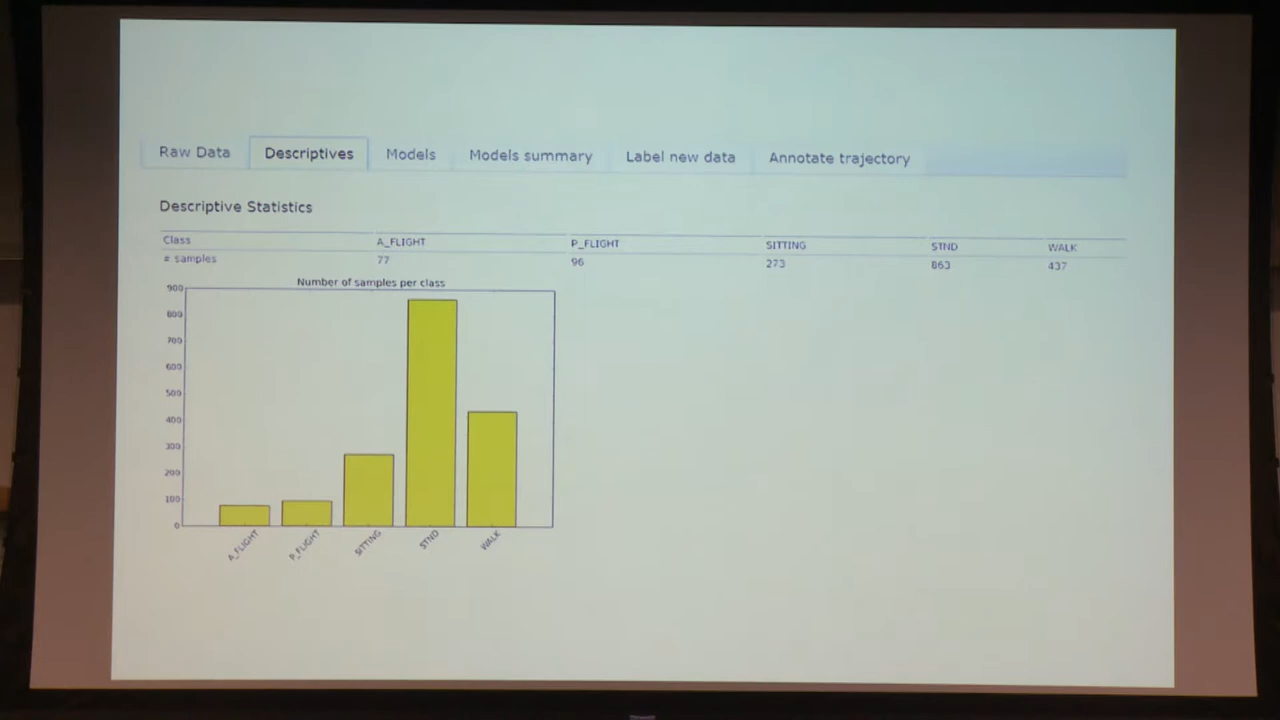 Raw Data Descriptives Models Models summary Label new data Annotate trajectory
Descriptive Statistics
Class A_FLIGHT P_FLIGHT SITTING STND WALK
# samples 77 96 273 863 437
Number of samples per class
900
800
700
600
500
400
300
200
100
0
A_FLIGHT P_FLIGHT SITTING STND WALK